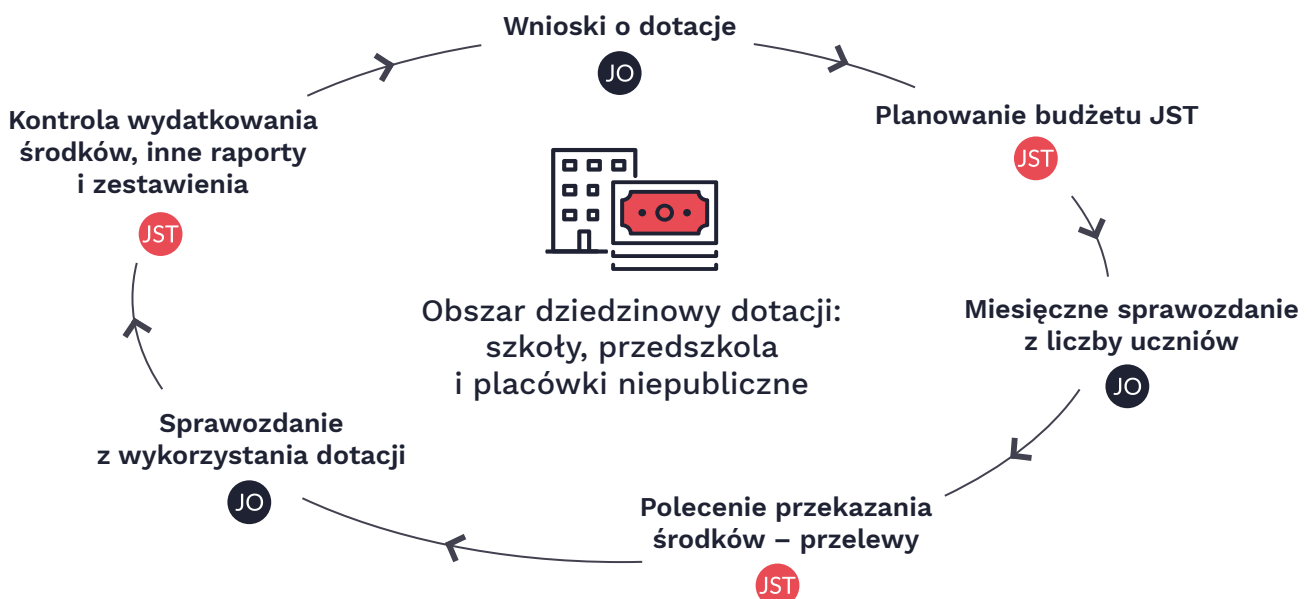 Wnioski o dotacje
JO
Planowanie budżetu JST
JST
Miesięczne sprawozdanie
z liczby uczniów
JO
Polecenie przekazania
środków – przelewy
JST
Sprawozdanie
z wykorzystania dotacji
JO
Kontrola wydatkowania
środków, inne raporty
i zestawienia
JST
Obszar dziedzinowy dotacji:
szkoły, przedszkola
i placówki niepubliczne